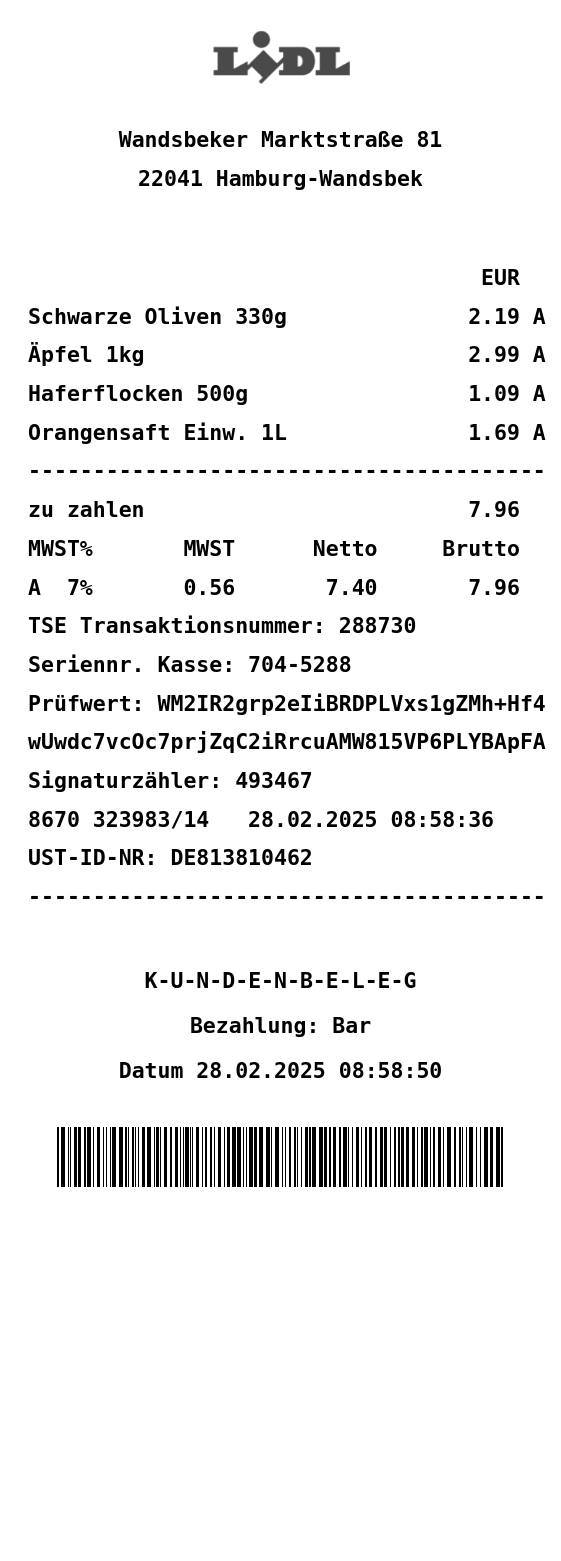 LIDL
Wandsbeker Marktstraße 81
22041 Hamburg-Wandsbek
EUR
Schwarze Oliven 330g 2.19 A
Äpfel 1kg 2.99 A
Haferflocken 500g 1.09 A
Orangensaft Einw. 1L 1.69 A
----------------------------------------
zu zahlen 7.96
MWST% MWST Netto Brutto
A 7% 0.56 7.40 7.96
TSE Transaktionsnummer: 288730
Seriennr. Kasse: 704-5288
Prüfwert: WM2IR2grp2eIiBRDPLVxs1gZMh+Hf4
wUwdc7vcOc7prjZqC2iRrcuAMW815VP6PLYBApFA
Signaturzähler: 493467
8670 323983/14 28.02.2025 08:58:36
UST-ID-NR: DE813810462
----------------------------------------
K-U-N-D-E-N-B-E-L-E-G
Bezahlung: Bar
Datum 28.02.2025 08:58:50